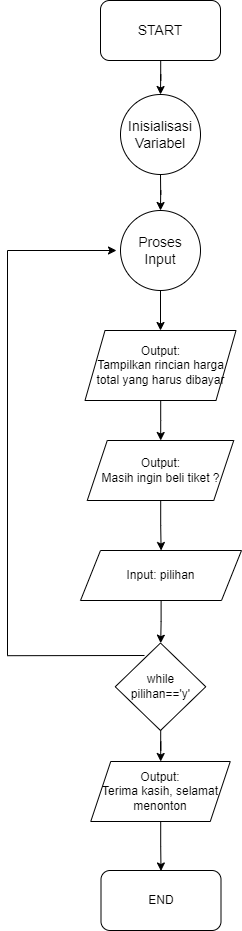 START
Inisialisasi
Variabel
Proses
Input
Output:
Tampilkan rincian harga
total yang harus dibayar
Output:
Masih ingin beli tiket ?
Input: pilihan
while
pilihan=='y'
Output:
Terima kasih, selamat
menonton
END